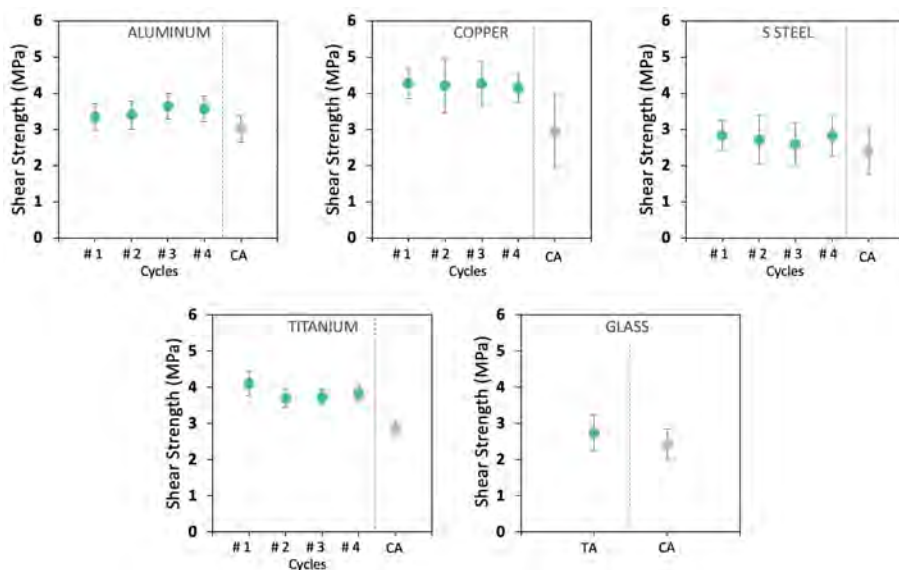 ALUMINUM
Shear Strength (MPa)
6
5
4
3
2
1
0
# 1 # 2 # 3 # 4 CA
Cycles
COPPER
Shear Strength (MPa)
6
5
4
3
2
1
0
# 1 # 2 # 3 # 4 CA
Cycles
S STEEL
Shear Strength (MPa)
6
5
4
3
2
1
0
# 1 # 2 # 3 # 4 CA
Cycles
TITANIUM
Shear Strength (MPa)
6
5
4
3
2
1
0
# 1 # 2 # 3 # 4 CA
Cycles
GLASS
Shear Strength (MPa)
6
5
4
3
2
1
0
TA CA